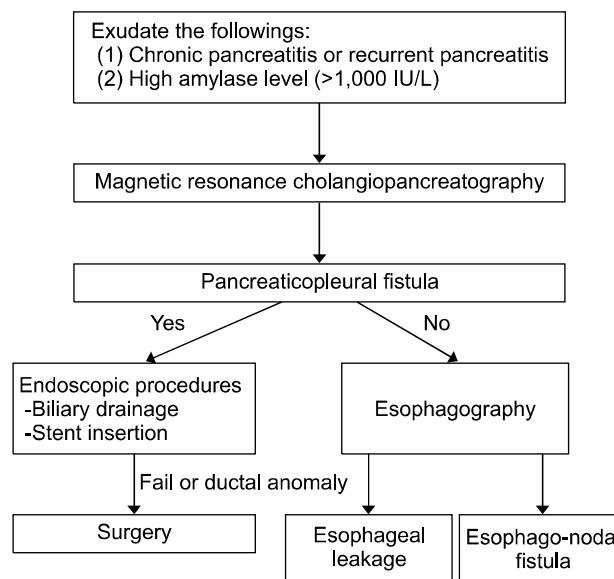 Exudate the followings:
(1) Chronic pancreatitis or recurrent pancreatitis
(2) High amylase level (>1,000 IU/L)
Magnetic resonance cholangiopancreatography
Pancreaticopleural fistula
Yes
No
Endoscopic procedures
-Biliary drainage
-Stent insertion
Esophagography
Fail or ductal anomaly
Surgery
Esophageal
leakage
Esophago-noda
fistula